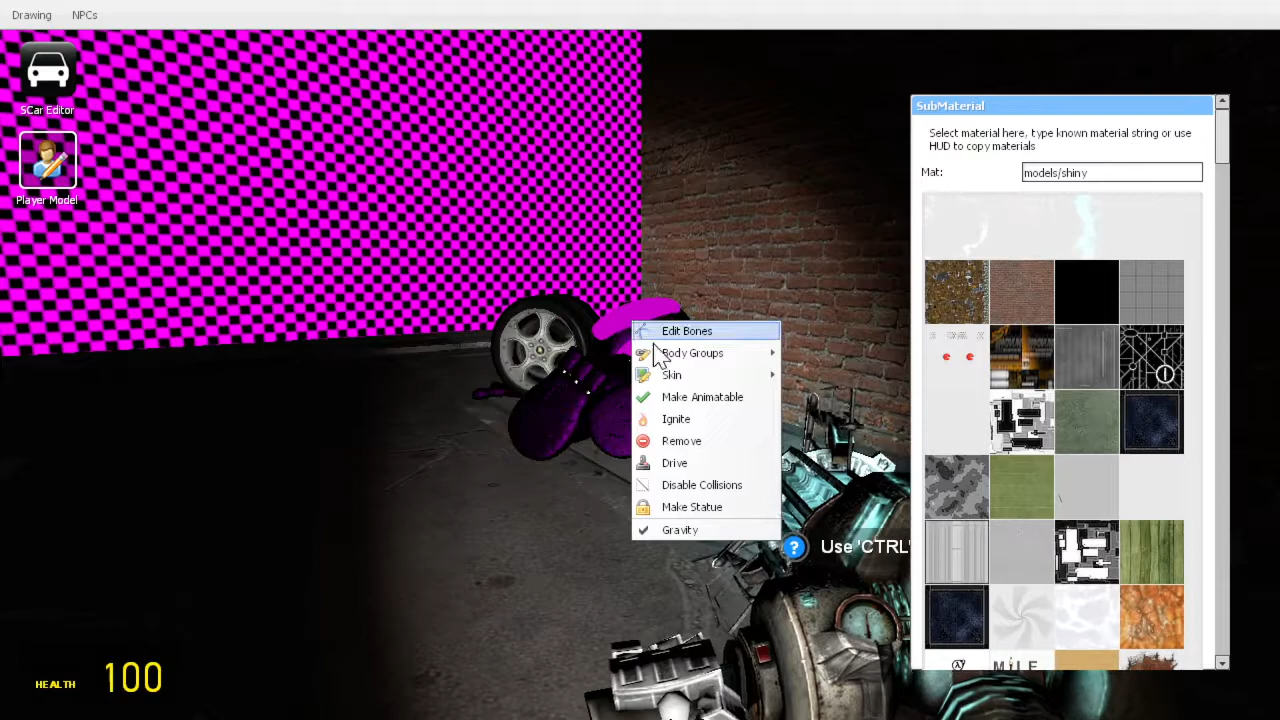 Drawing NPCs
SCar Editor
Player Model
SubMaterial
Select material here, type known material string or use
HUD to copy materials
Mat: models/shiny
Edit Bones
Body Groups
Skin
Make Animatable
Ignite
Remove
Drive
Disable Collisions
Make Statue
Gravity
Use 'CTRL'
HEALTH 100